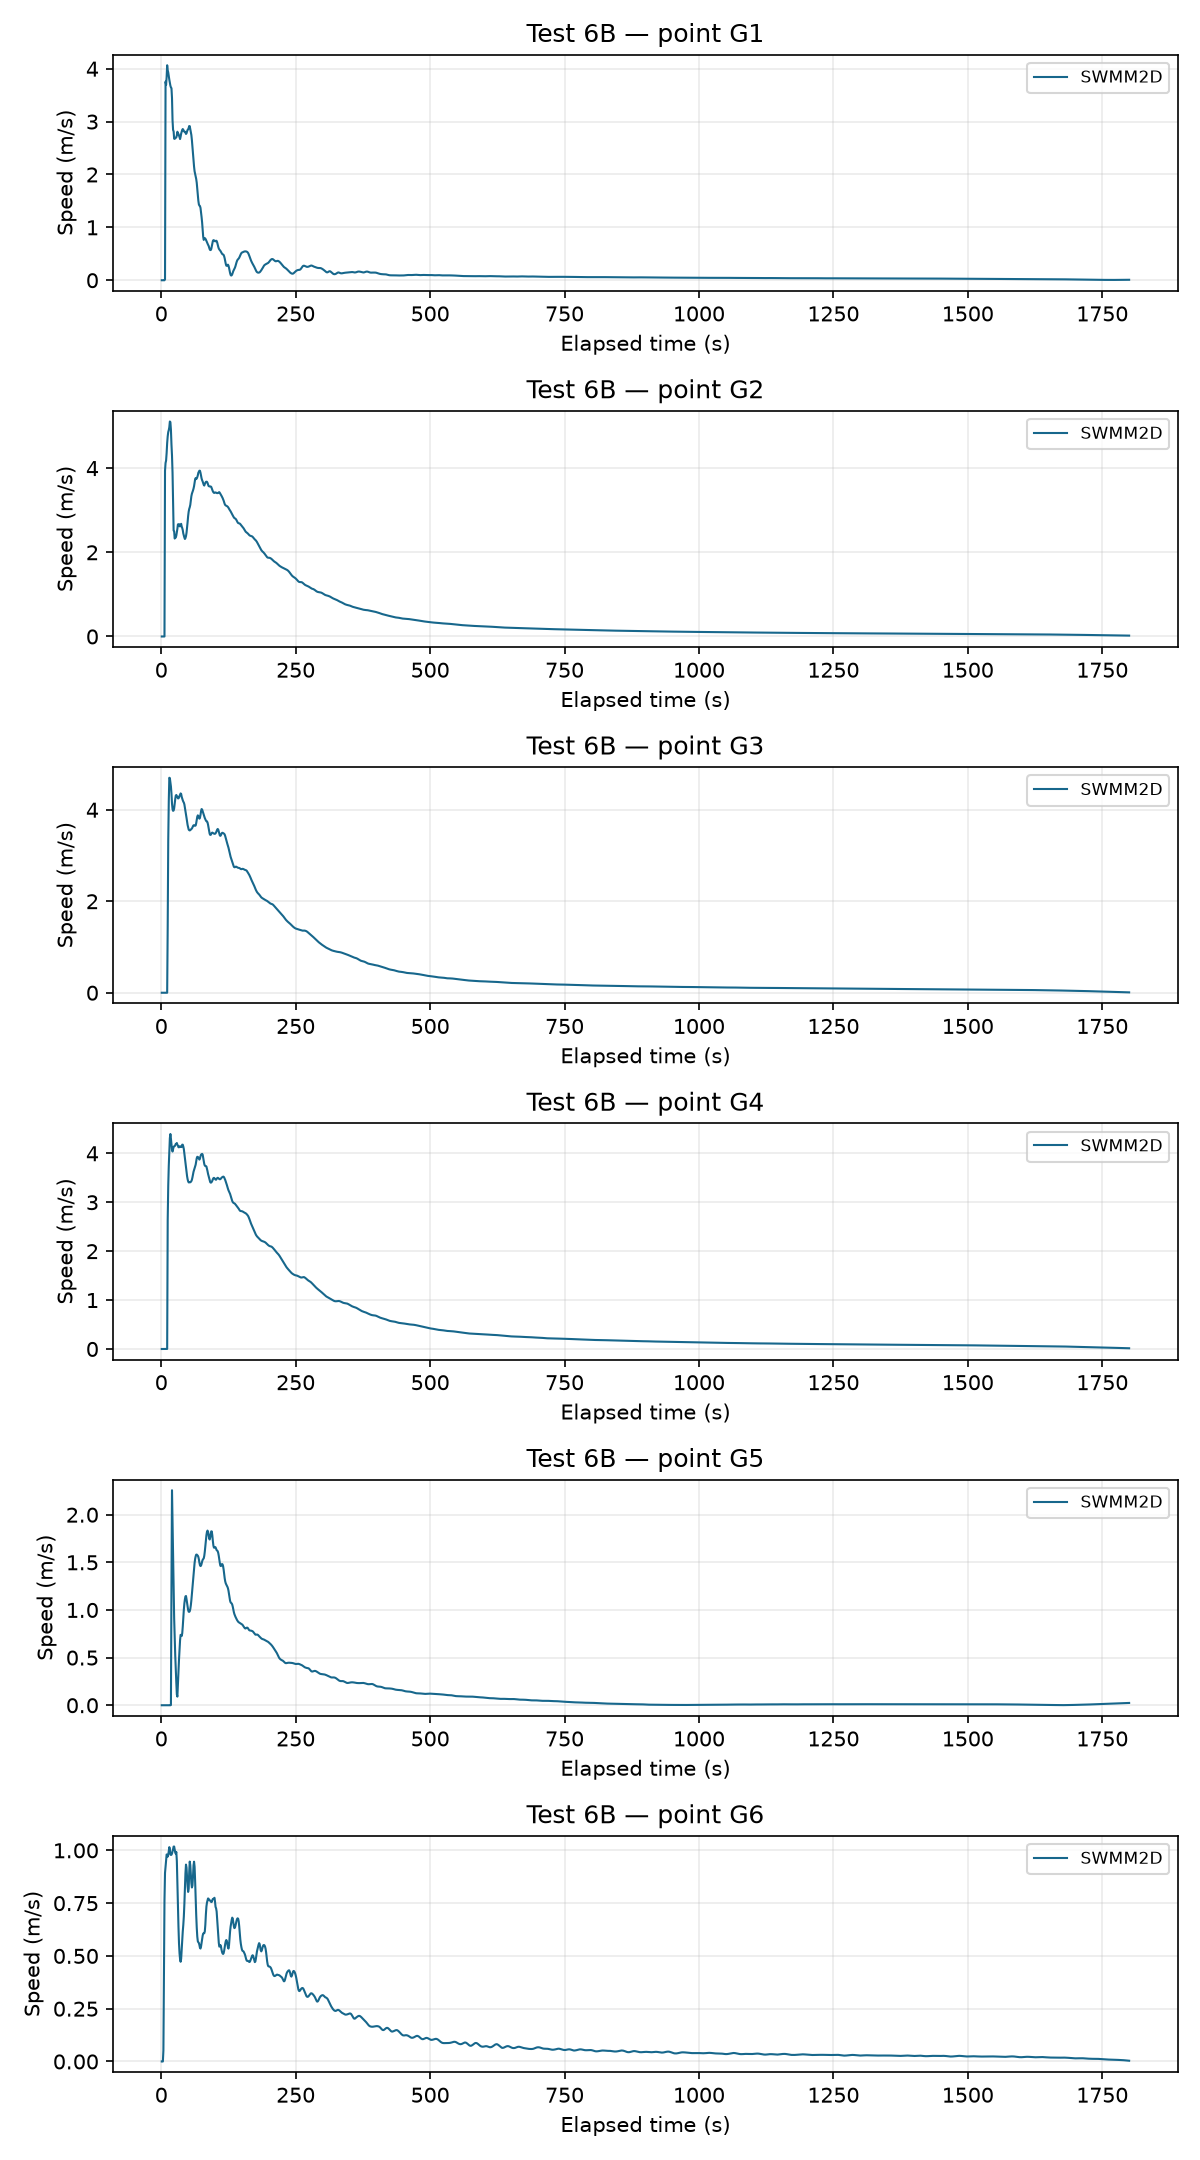 Test 6B — point G1
Speed (m/s)
4
3
2
1
0
SWMM2D
0 250 500 750 1000 1250 1500 1750
Elapsed time (s)
Test 6B — point G2
Speed (m/s)
4
2
0
SWMM2D
0 250 500 750 1000 1250 1500 1750
Elapsed time (s)
Test 6B — point G3
Speed (m/s)
4
2
0
SWMM2D
0 250 500 750 1000 1250 1500 1750
Elapsed time (s)
Test 6B — point G4
Speed (m/s)
4
3
2
1
0
SWMM2D
0 250 500 750 1000 1250 1500 1750
Elapsed time (s)
Test 6B — point G5
Speed (m/s)
2.0
1.5
1.0
0.5
0.0
SWMM2D
0 250 500 750 1000 1250 1500 1750
Elapsed time (s)
Test 6B — point G6
Speed (m/s)
1.00
0.75
0.50
0.25
0.00
SWMM2D
0 250 500 750 1000 1250 1500 1750
Elapsed time (s)